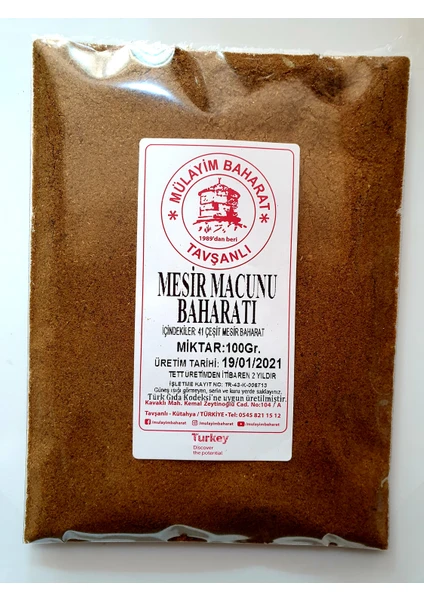 MÜLAYİM BAHARAT
1989'dan beri
TAVŞANLI
MESİR MACUNU
BAHARATI
İÇİNDEKİLER: 41 ÇEŞİT MESİR BAHARAT
MİKTAR:100Gr.
ÜRETİM TARİHİ: 19/01/2021
TETT:ÜRETİMDEN İTİBAREN 2 YILDIR
İŞLETME KAYIT NO: TR-43-K-008713
Güneş ışığı görmeyen, serin ve kuru yerde saklayınız.
Türk Gıda Kodeksi'ne uygun üretilmiştir.
Kavaklı Mah. Kemal Zeytinoğlu Cad. No:104 / A
Tavşanlı - Kütahya / TÜRKİYE • Tel: 0545 821 15 12
/mulayimbaharat /mulayimbaharat /mulayimbaharat
Turkey
Discover
the potential